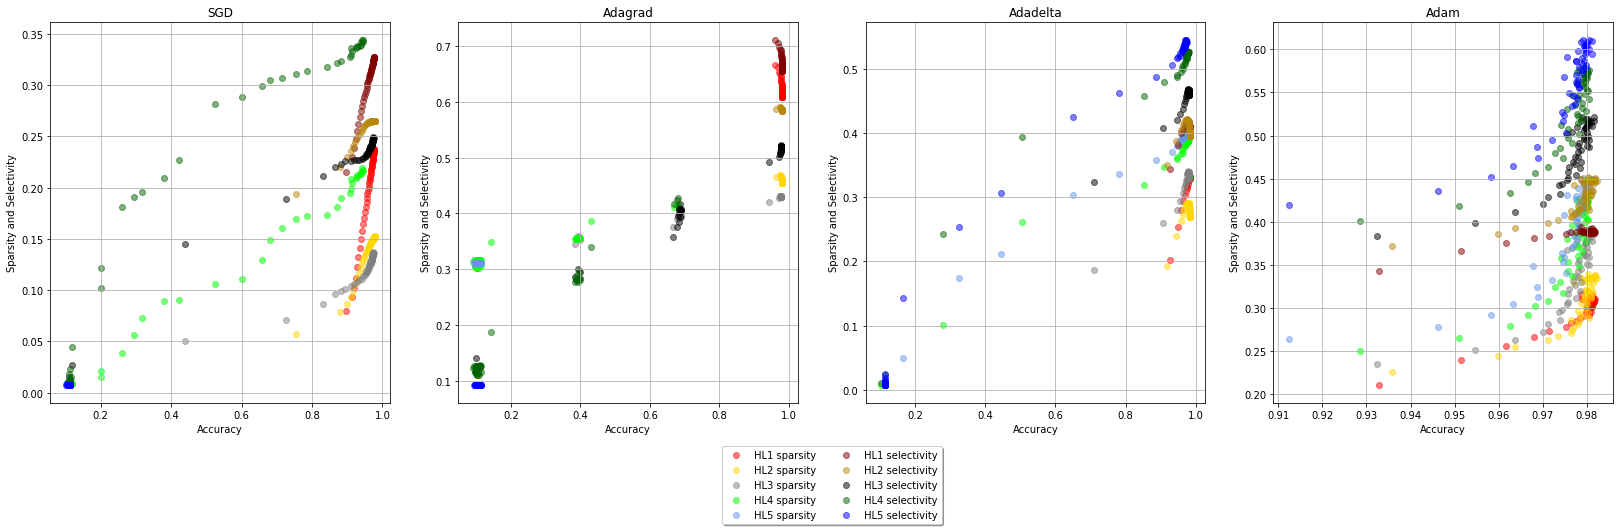 SGD
0.35
0.30
0.25
0.20
0.15
0.10
0.05
0.00
Sparsity and Selectivity
0.2 0.4 0.6 0.8 1.0
Accuracy
Adagrad
0.7
0.6
0.5
0.4
0.3
0.2
0.1
Sparsity and Selectivity
0.2 0.4 0.6 0.8 1.0
Accuracy
Adadelta
0.5
0.4
0.3
0.2
0.1
0.0
Sparsity and Selectivity
0.2 0.4 0.6 0.8 1.0
Accuracy
Adam
0.60
0.55
0.50
0.45
0.40
0.35
0.30
0.25
0.20
Sparsity and Selectivity
0.91 0.92 0.93 0.94 0.95 0.96 0.97 0.98
Accuracy
HL1 sparsity
HL2 sparsity
HL3 sparsity
HL4 sparsity
HL5 sparsity
HL1 selectivity
HL2 selectivity
HL3 selectivity
HL4 selectivity
HL5 selectivity